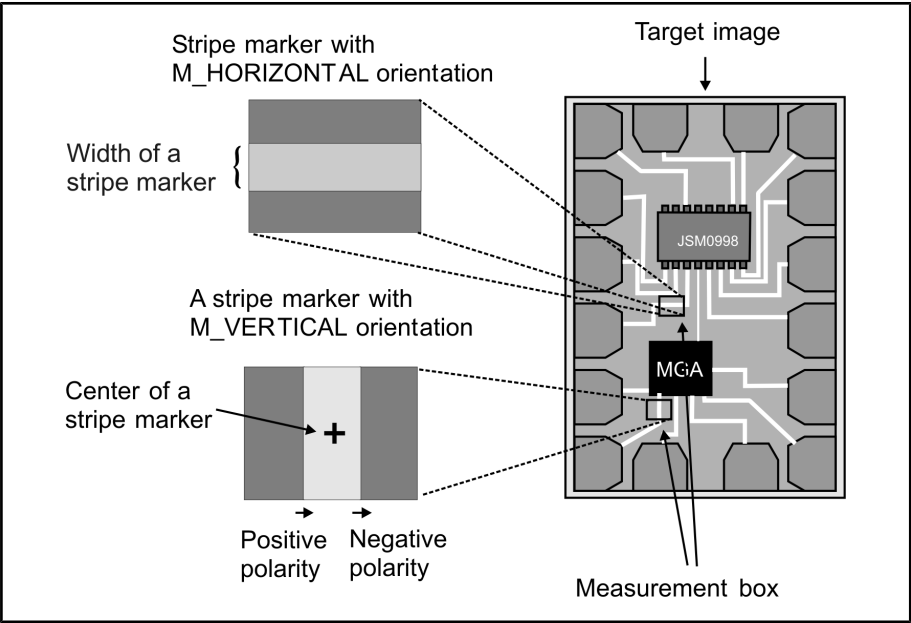 Stripe marker with
M_HORIZONTAL orientation
Target image
Width of a
stripe marker
JSM0998
A stripe marker with
M_VERTICAL orientation
MGA
Center of a
stripe marker
Positive
polarity
Negative
polarity
Measurement box